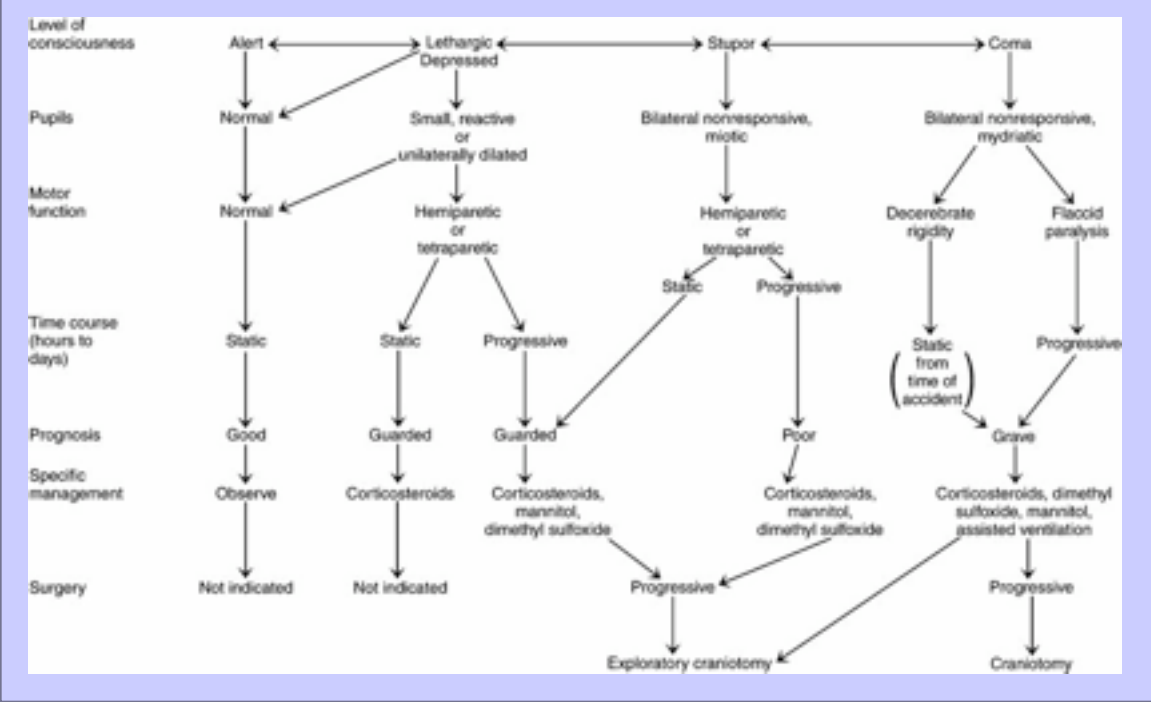 Level of
consciousness
Alert
Lethargic
Depressed
Stupor
Coma
Pupils
Normal
Small, reactive
or
unilaterally dilated
Bilateral nonresponsive,
miotic
Bilateral nonresponsive,
mydriatic
Motor
function
Normal
Hemiparetic
or
tetraparetic
Hemiparetic
or
tetraparetic
Decerebrate
rigidity
Flaccid
paralysis
Static
Progressive
Time course
(hours to
days)
Static
Static
Progressive
Static
from
time of
accident
Progressive
Prognosis
Good
Guarded
Guarded
Poor
Grave
Specific
management
Observe
Corticosteroids
Corticosteroids,
mannitol,
dimethyl sulfoxide
Corticosteroids,
mannitol,
dimethyl sulfoxide
Corticosteroids, dimethyl
sulfoxide, mannitol,
assisted ventilation
Surgery
Not indicated
Not indicated
Progressive
Progressive
Exploratory craniotomy
Craniotomy